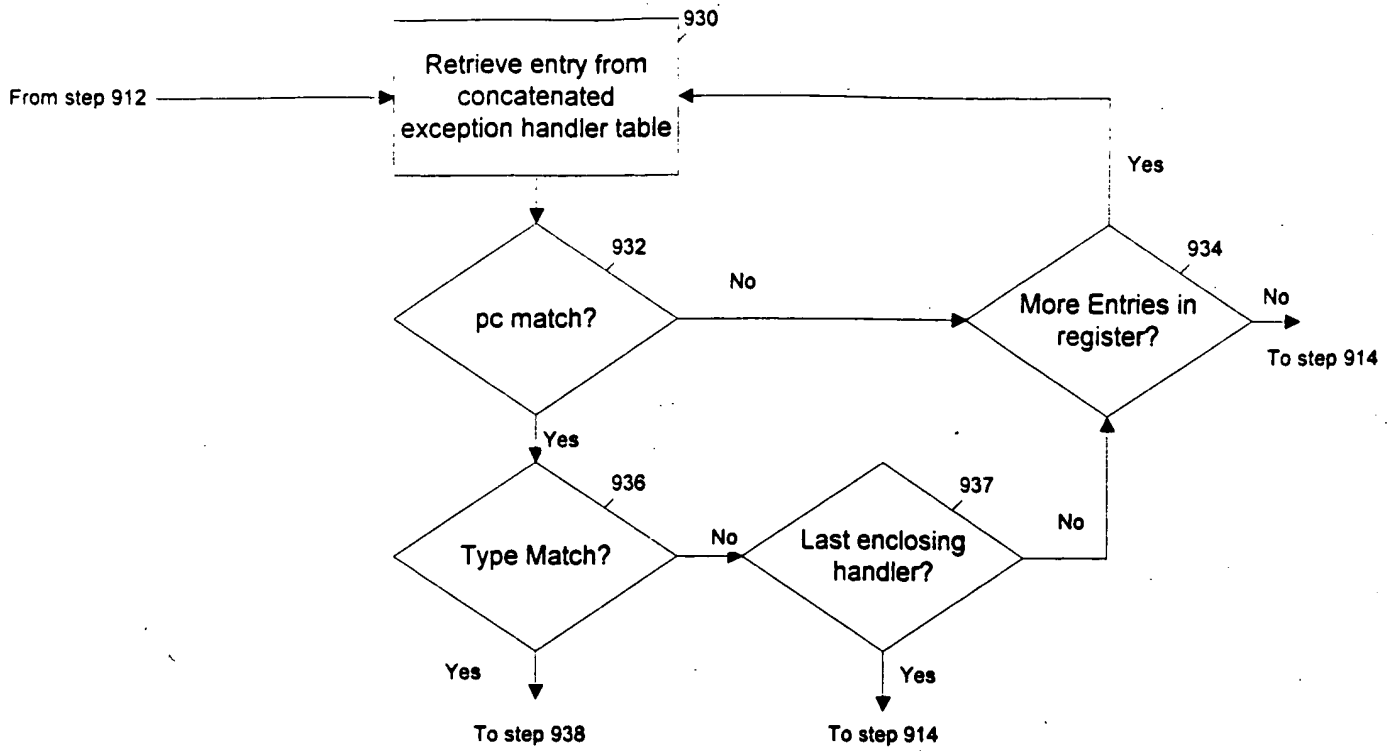 930
Retrieve entry from
concatenated
exception handler table
From step 912
Yes
932
No
pc match?
934
More Entries in
register?
No
To step 914
Yes
936
Type Match?
No
937
Last enclosing
handler?
No
Yes
To step 938
Yes
To step 914